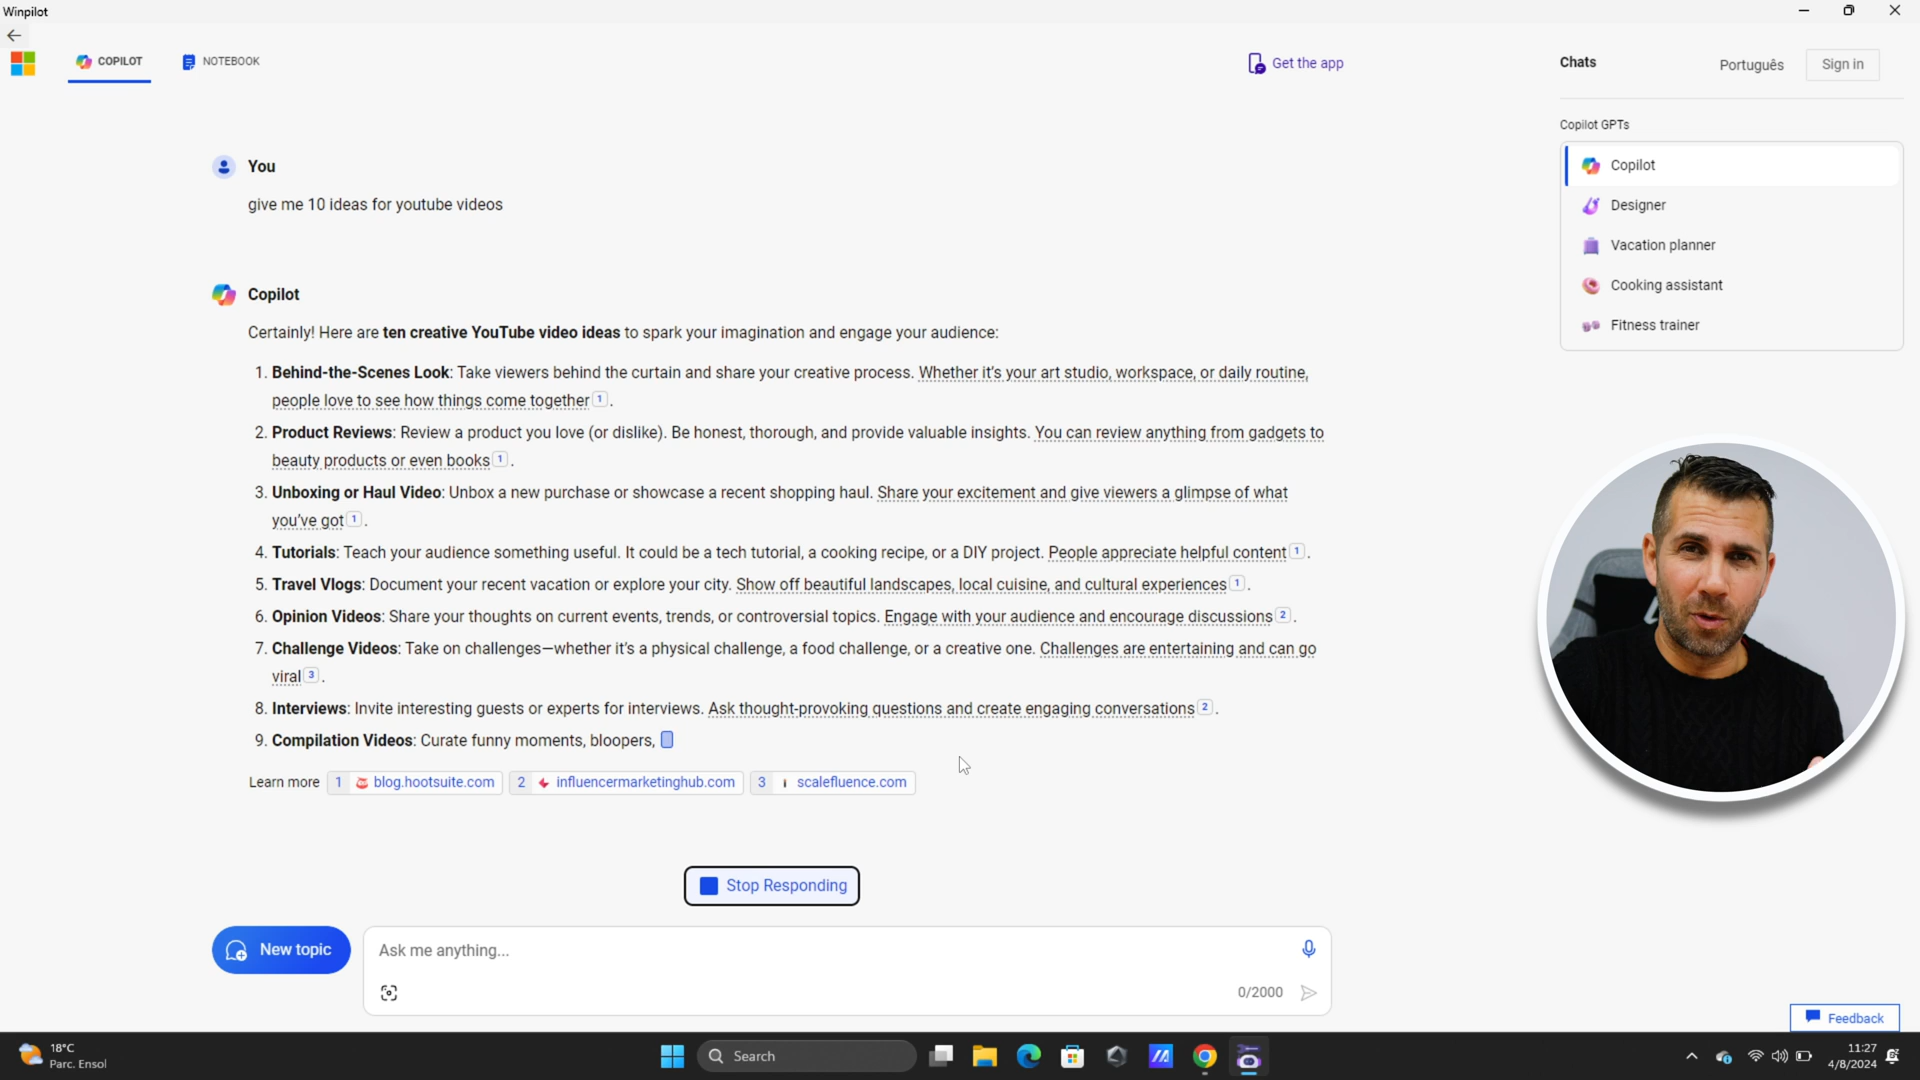 Winpilot
COPILOT
NOTEBOOK
Get the app
Chats
Português
Sign in
You
give me 10 ideas for youtube videos
Copilot
Certainly! Here are ten creative YouTube video ideas to spark your imagination and engage your audience:
1. Behind-the-Scenes Look: Take viewers behind the curtain and share your creative process. Whether it's your art studio, workspace, or daily routine,
people love to see how things come together 1 .
2. Product Reviews: Review a product you love (or dislike). Be honest, thorough, and provide valuable insights. You can review anything from gadgets to
beauty products or even books 1 .
3. Unboxing or Haul Video: Unbox a new purchase or showcase a recent shopping haul. Share your excitement and give viewers a glimpse of what
you've got 1 .
4. Tutorials: Teach your audience something useful. It could be a tech tutorial, a cooking recipe, or a DIY project. People appreciate helpful content 1 .
5. Travel Vlogs: Document your recent vacation or explore your city. Show off beautiful landscapes, local cuisine, and cultural experiences 1 .
6. Opinion Videos: Share your thoughts on current events, trends, or controversial topics. Engage with your audience and encourage discussions 2 .
7. Challenge Videos: Take on challenges—whether it's a physical challenge, a food challenge, or a creative one. Challenges are entertaining and can go
viral 3 .
8. Interviews: Invite interesting guests or experts for interviews. Ask thought-provoking questions and create engaging conversations 2 .
9. Compilation Videos: Curate funny moments, bloopers,
Learn more 1 blog.hootsuite.com 2 influencermarketinghub.com 3 scalefluence.com
Stop Responding
New topic
Ask me anything...
0/2000
Copilot GPTs
Copilot
Designer
Vacation planner
Cooking assistant
Fitness trainer
Feedback
18°C
Parc. Ensol
Search
11:27
4/8/2024